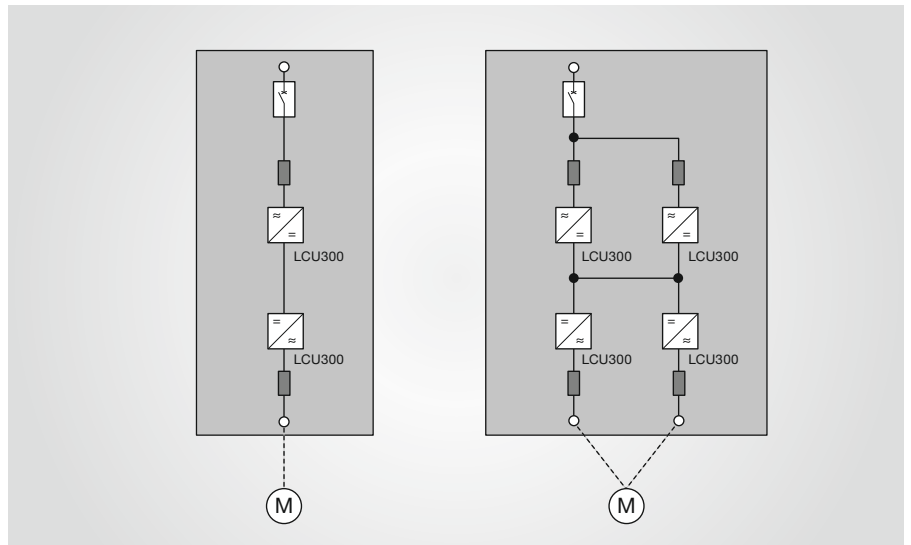 ≈
=
LCU300
=
≈
LCU300
M
≈
=
LCU300
≈
=
LCU300
=
≈
LCU300
=
≈
LCU300
M